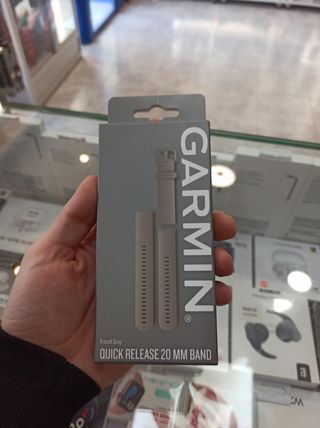 GARMIN®
French Gray
QUICK RELEASE 20 MM BAND